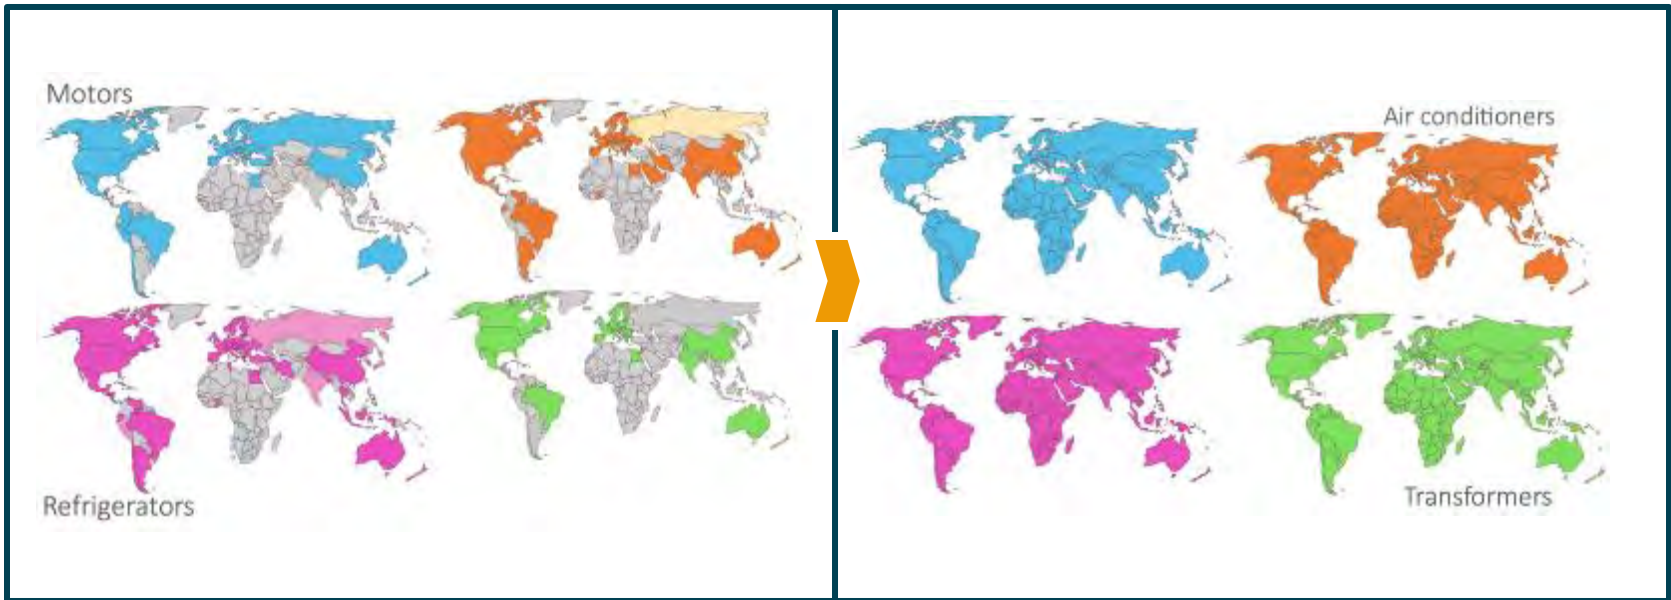 Motors
Refrigerators
Air conditioners
Transformers